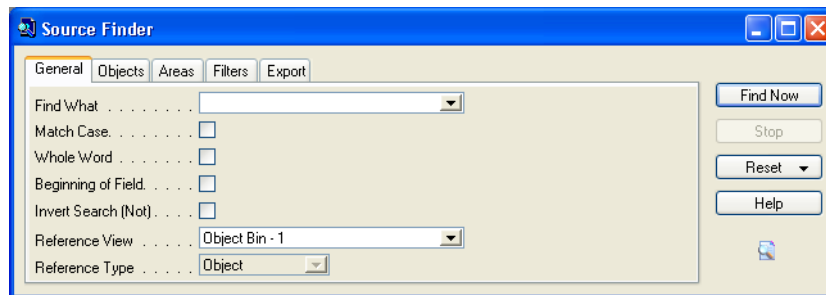 Source Finder
General Objects Areas Filters Export
Find What . . . . . . . .
Match Case. . . . . . . .
Whole Word . . . . . . .
Beginning of Field. . . . .
Invert Search (Not) . . . .
Reference View . . . . . Object Bin - 1
Reference Type . . . . . Object
Find Now
Stop
Reset
Help